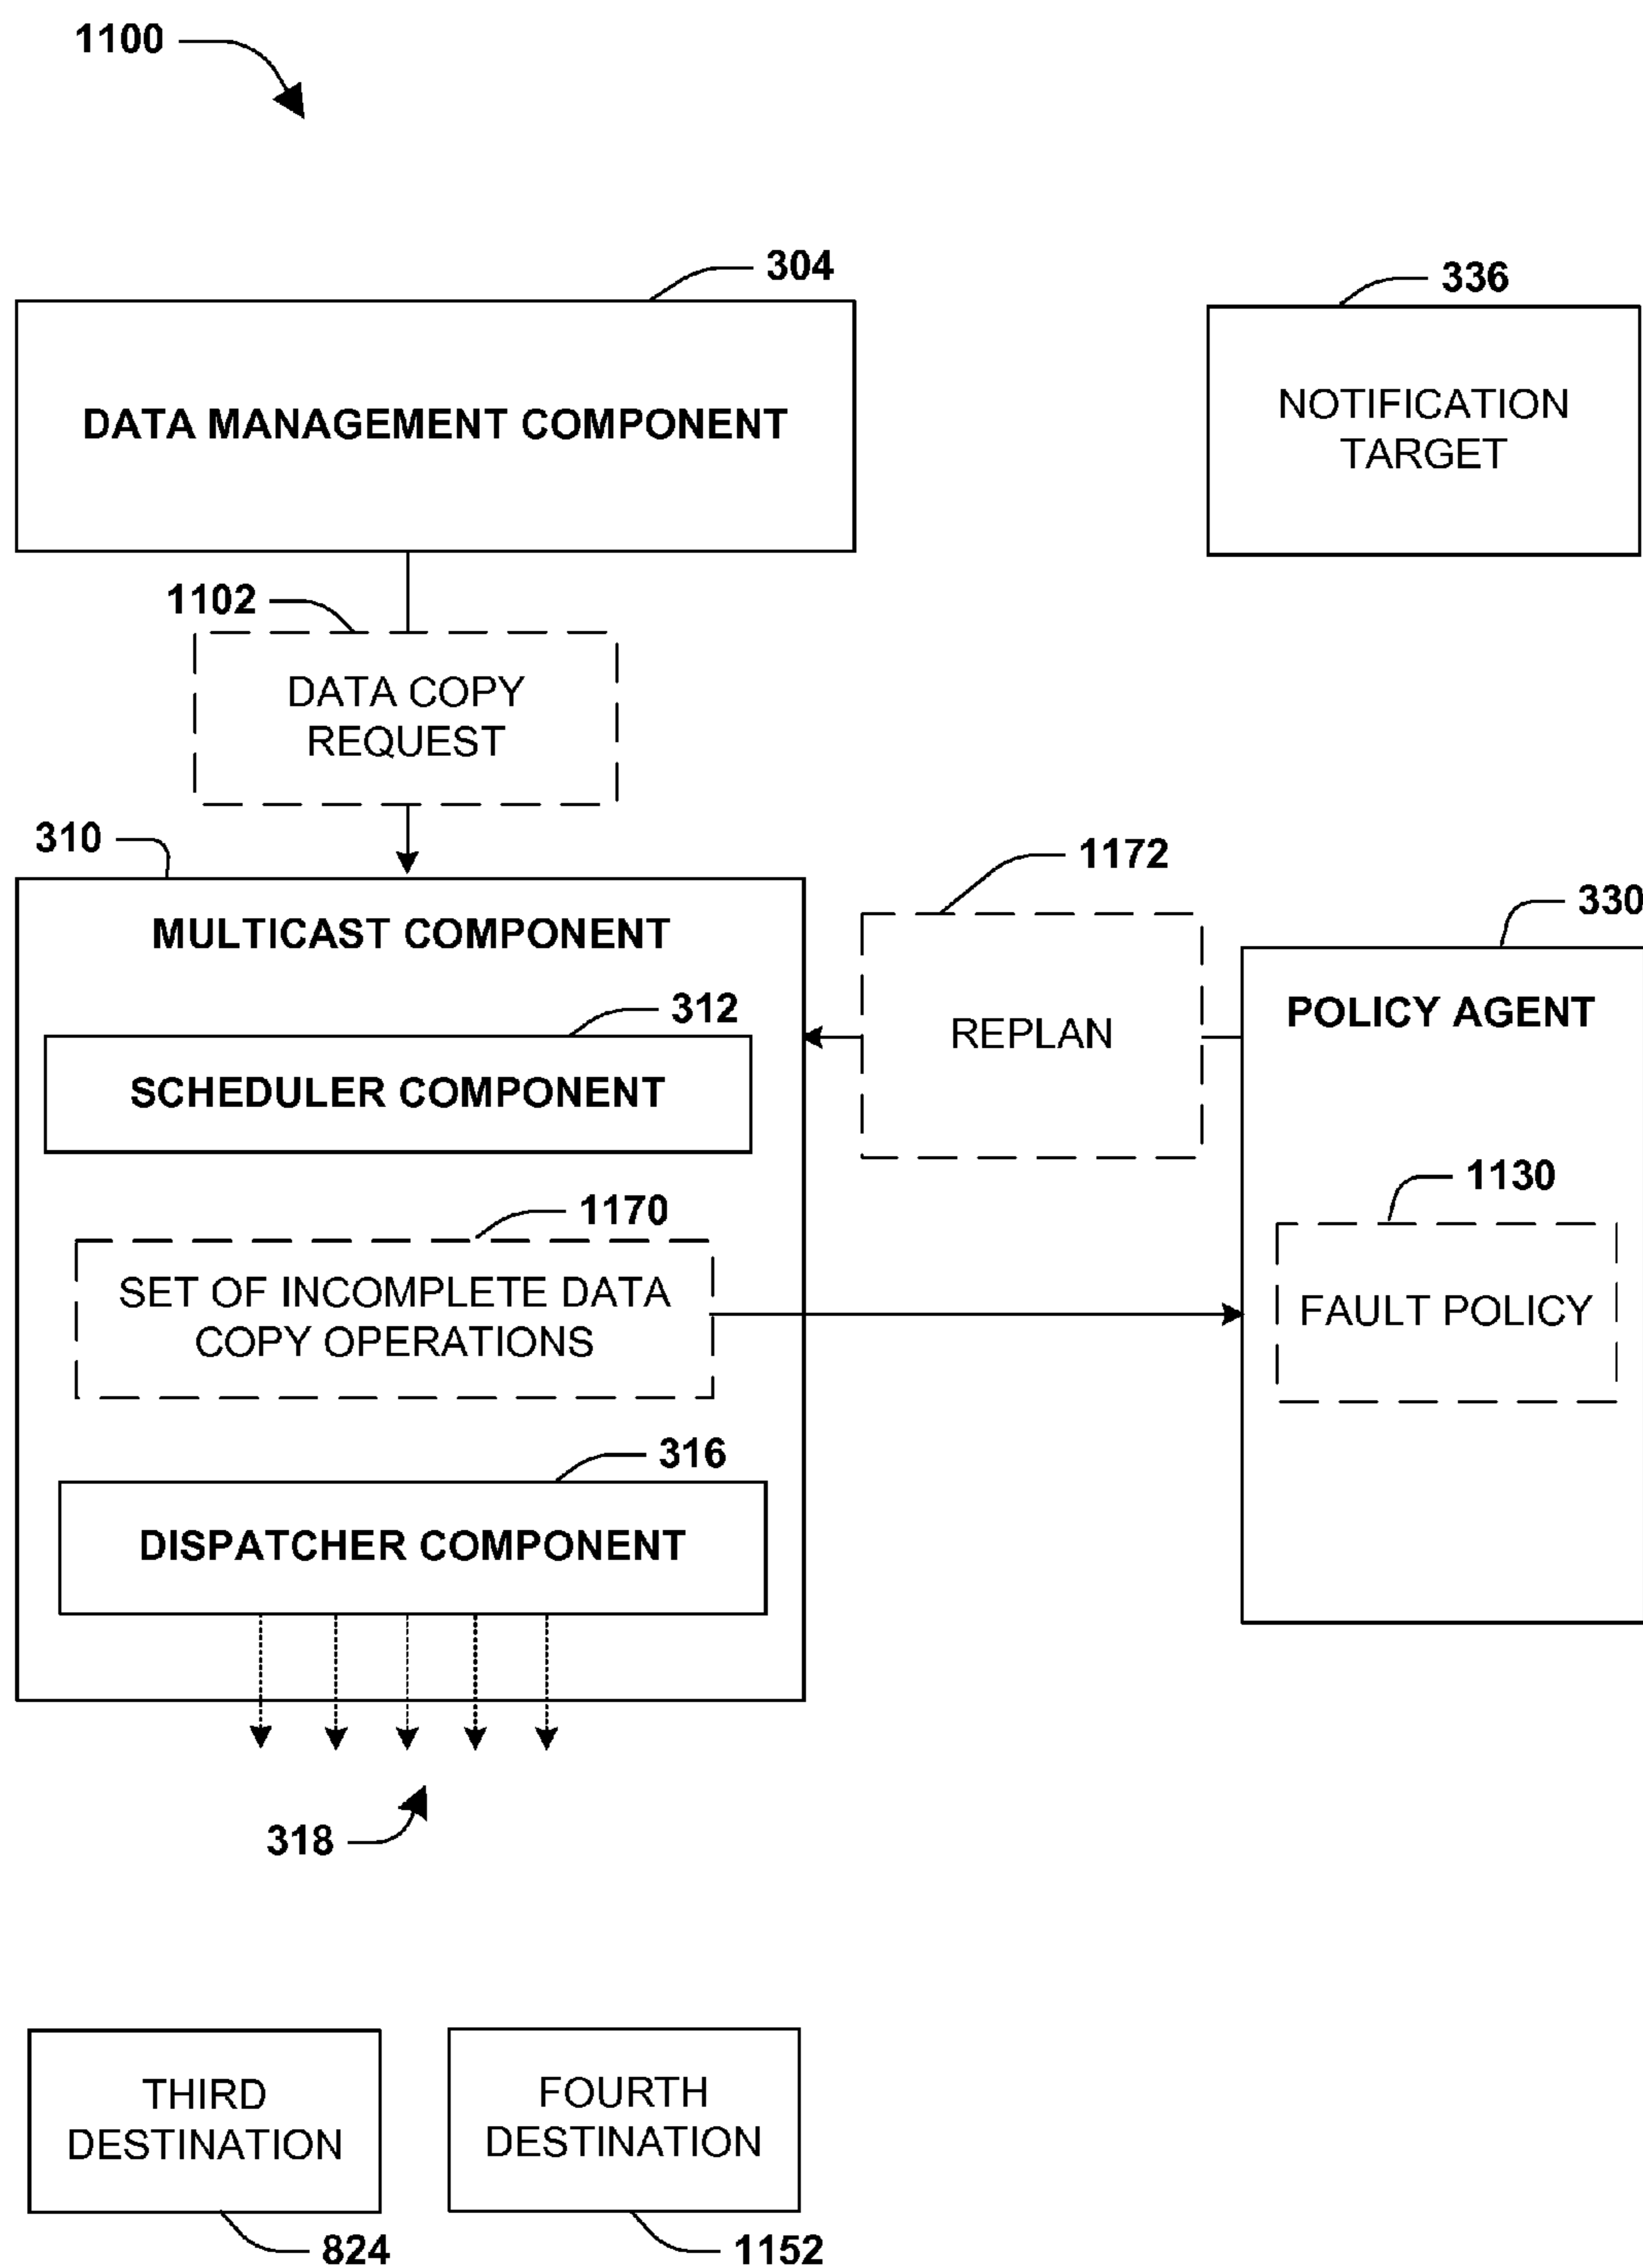 1100
304
336
DATA MANAGEMENT COMPONENT
NOTIFICATION
TARGET
1102
DATA COPY
REQUEST
310
1172
330
MULTICAST COMPONENT
POLICY AGENT
312
REPLAN
SCHEDULER COMPONENT
1130
1170
SET OF INCOMPLETE DATA
COPY OPERATIONS
FAULT POLICY
316
DISPATCHER COMPONENT
318
THIRD
DESTINATION
FOURTH
DESTINATION
824
1152